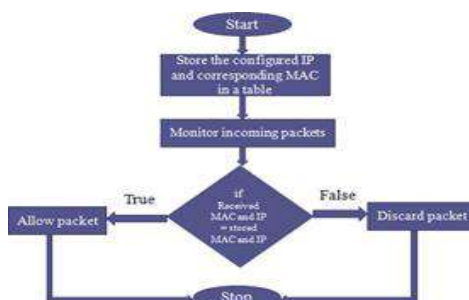 Start
Store the configured IP
and corresponding MAC
in a table
Monitor incoming packets
if
Received
MAC and IP
= stored
MAC and IP
True
False
Allow packet
Discard packet
Stop